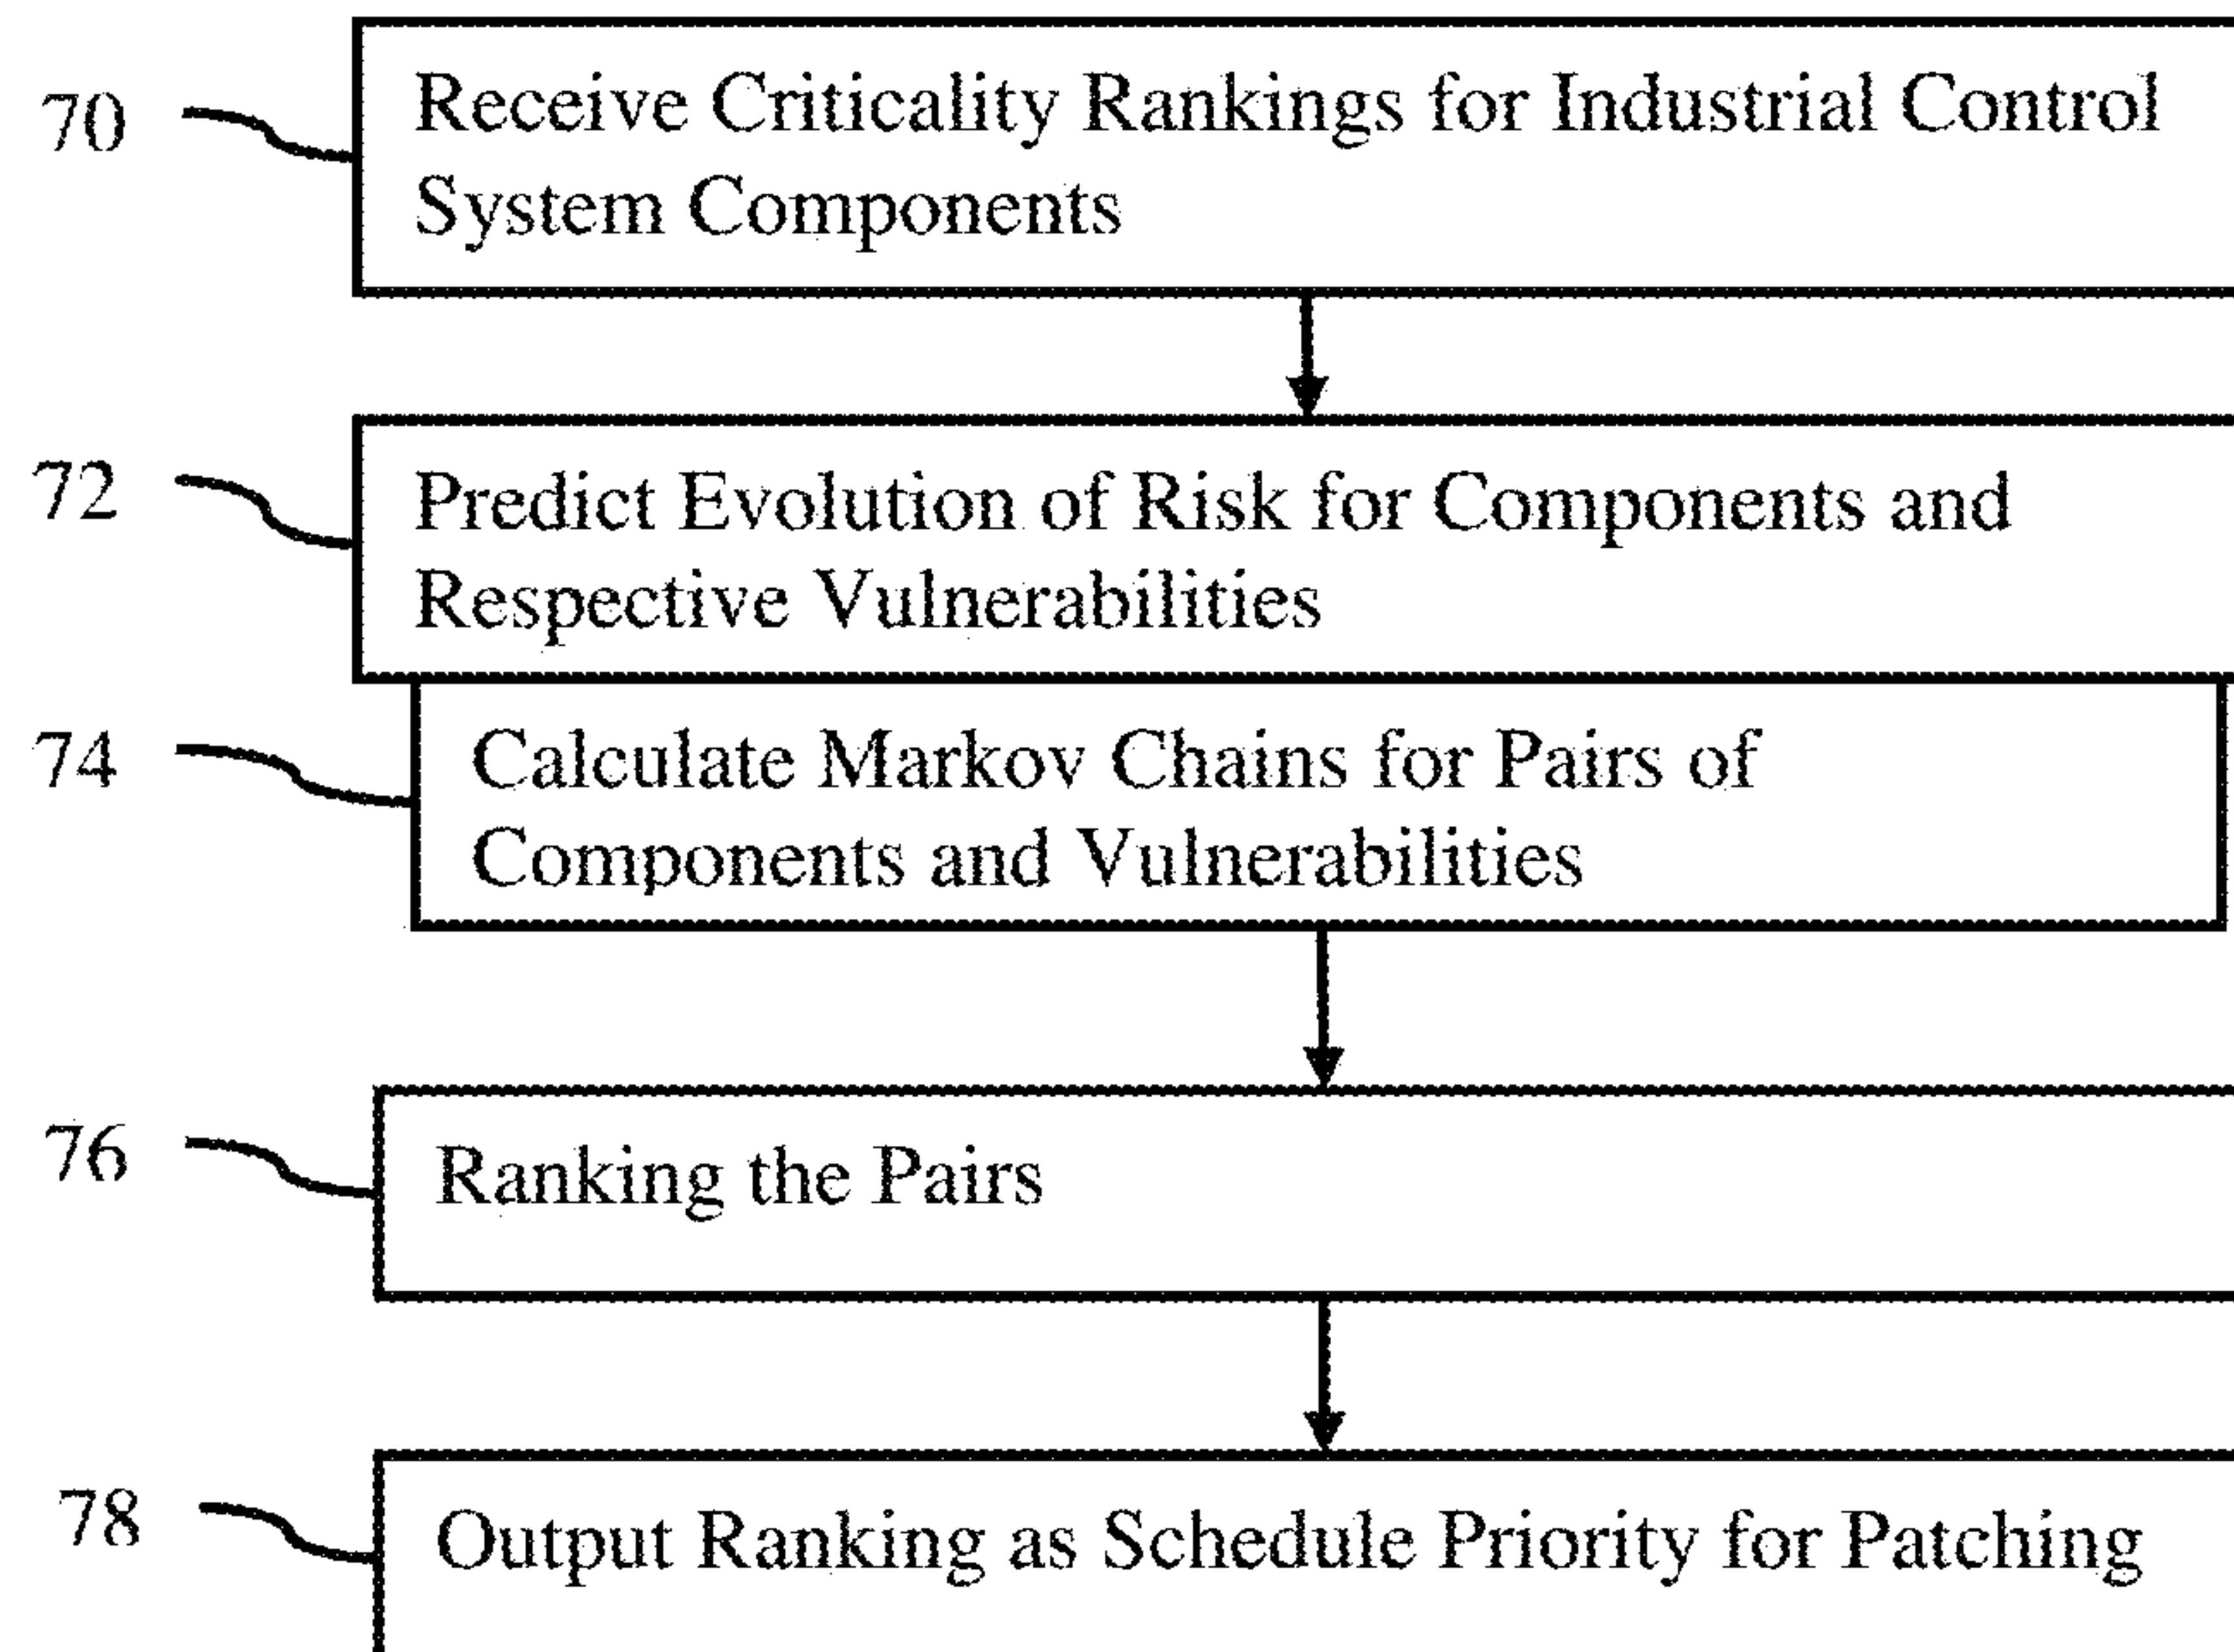 70
Receive Criticality Rankings for Industrial Control
System Components
72
Predict Evolution of Risk for Components and
Respective Vulnerabilities
74
Calculate Markov Chains for Pairs of
Components and Vulnerabilities
76
Ranking the Pairs
78
Output Ranking as Schedule Priority for Patching